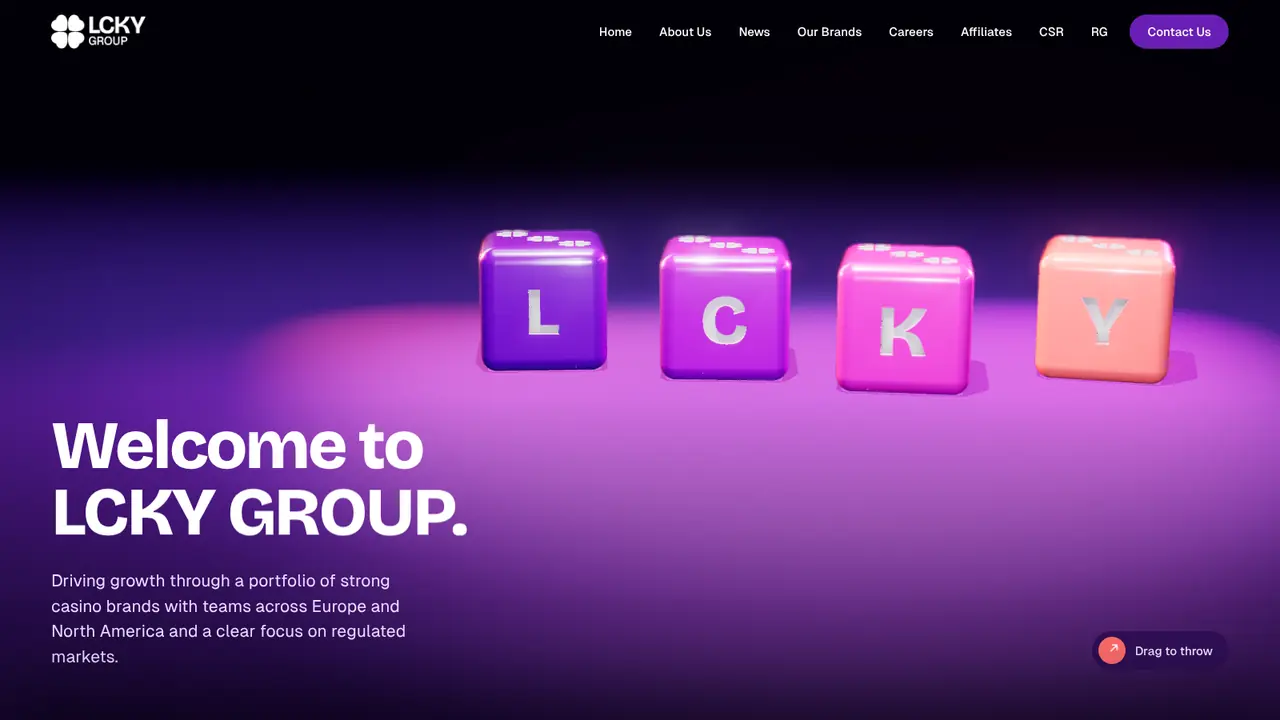 LCKY
GROUP
Home
About Us
News
Our Brands
Careers
Affiliates
CSR
RG
Contact Us
L
C
K
Y
Welcome to
LCKY GROUP.
Driving growth through a portfolio of strong
casino brands with teams across Europe and
North America and a clear focus on regulated
markets.
Drag to throw